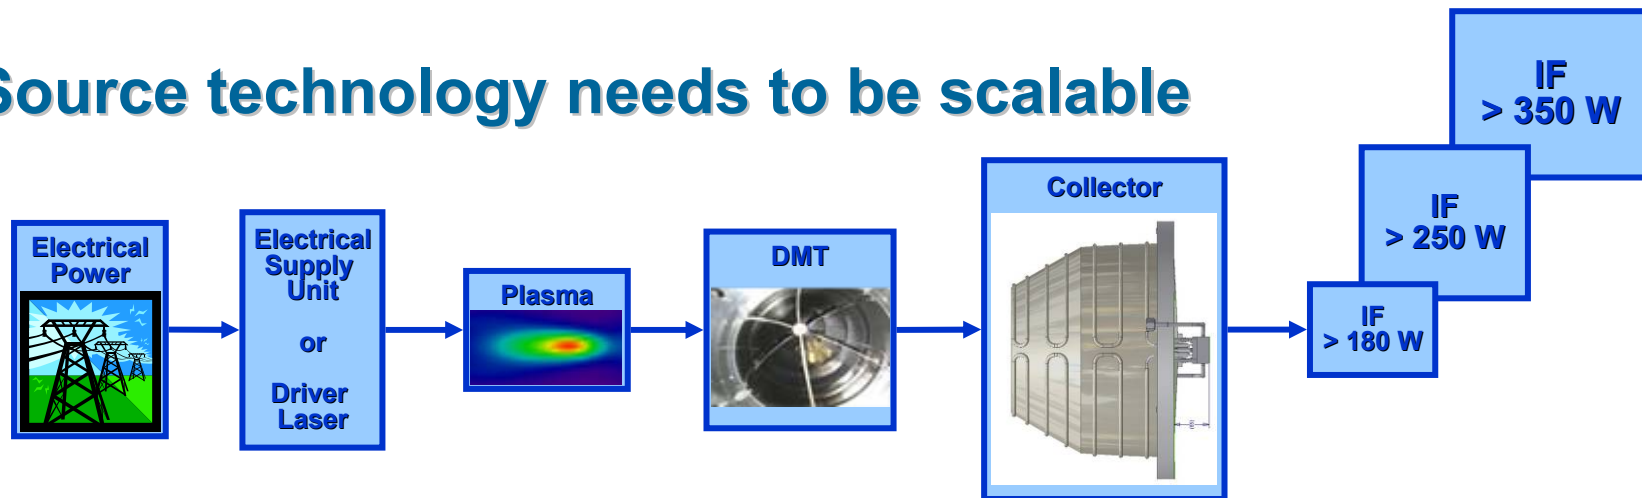 Source technology needs to be scalable
Electrical
Power
Electrical
Supply
Unit
or
Driver
Laser
Plasma
DMT
Collector
IF
> 180 W
IF
> 250 W
IF
> 350 W